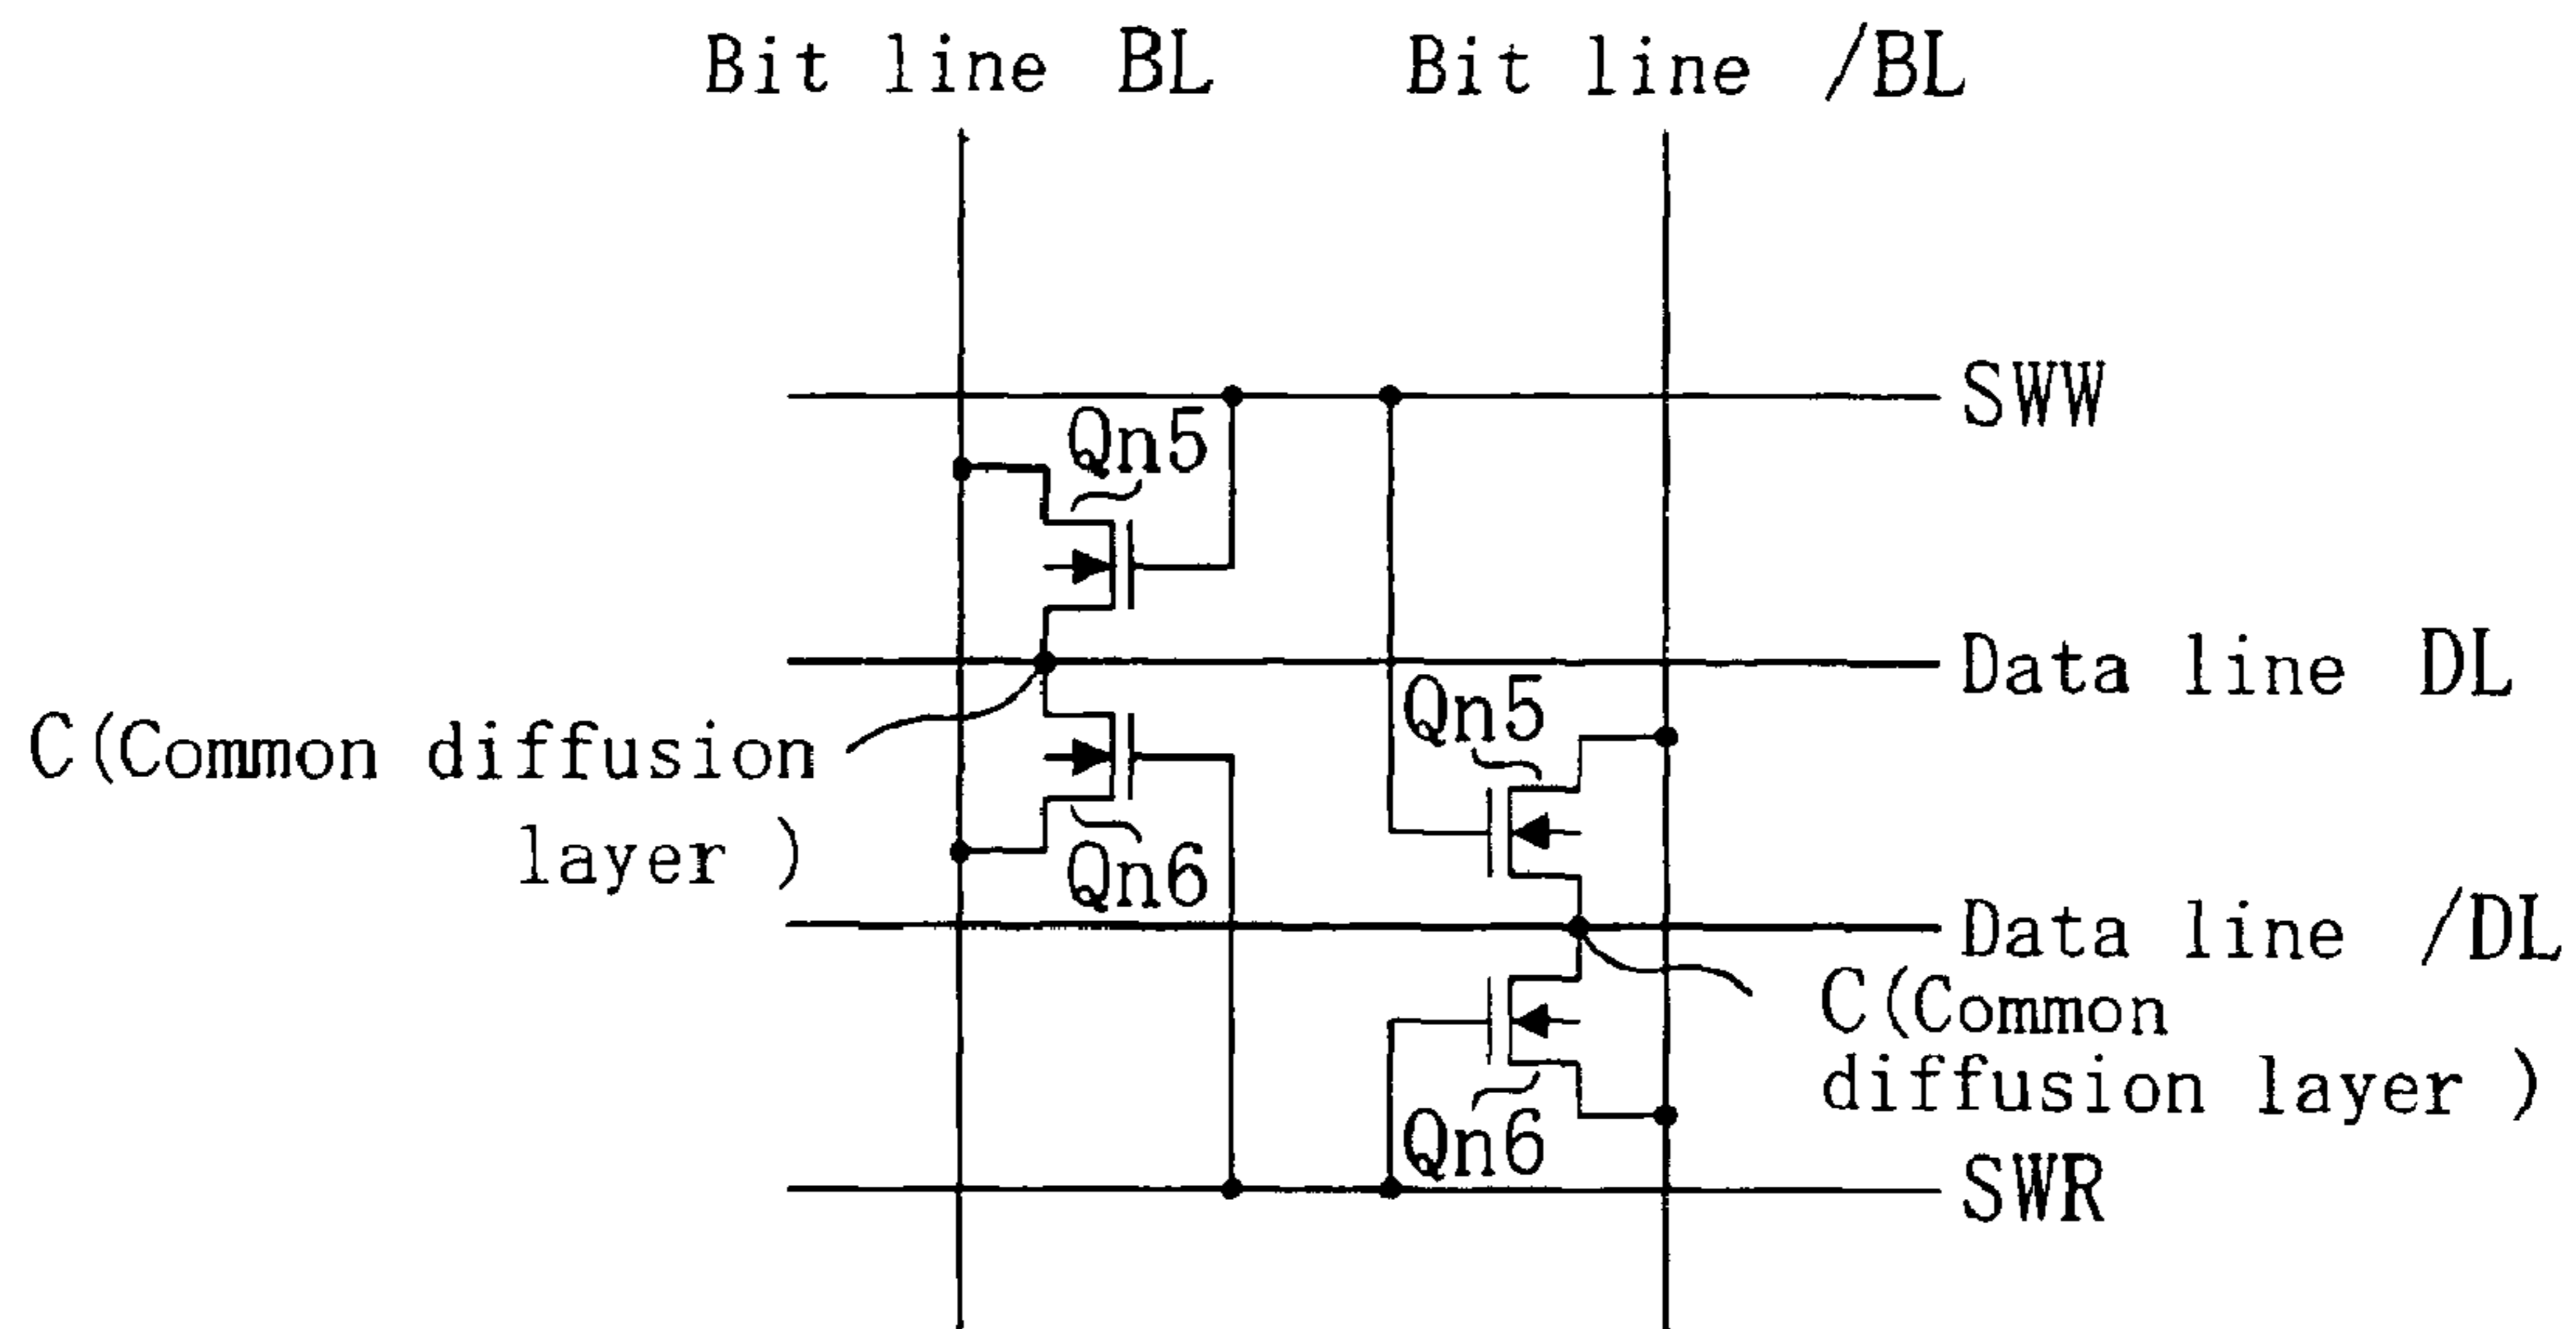 Bit line BL
Bit line /BL
SWW
Qn5
Data line DL
Qn5
C(Common diffusion
layer )
Qn6
Data line /DL
C(Common
diffusion layer )
Qn6
SWR